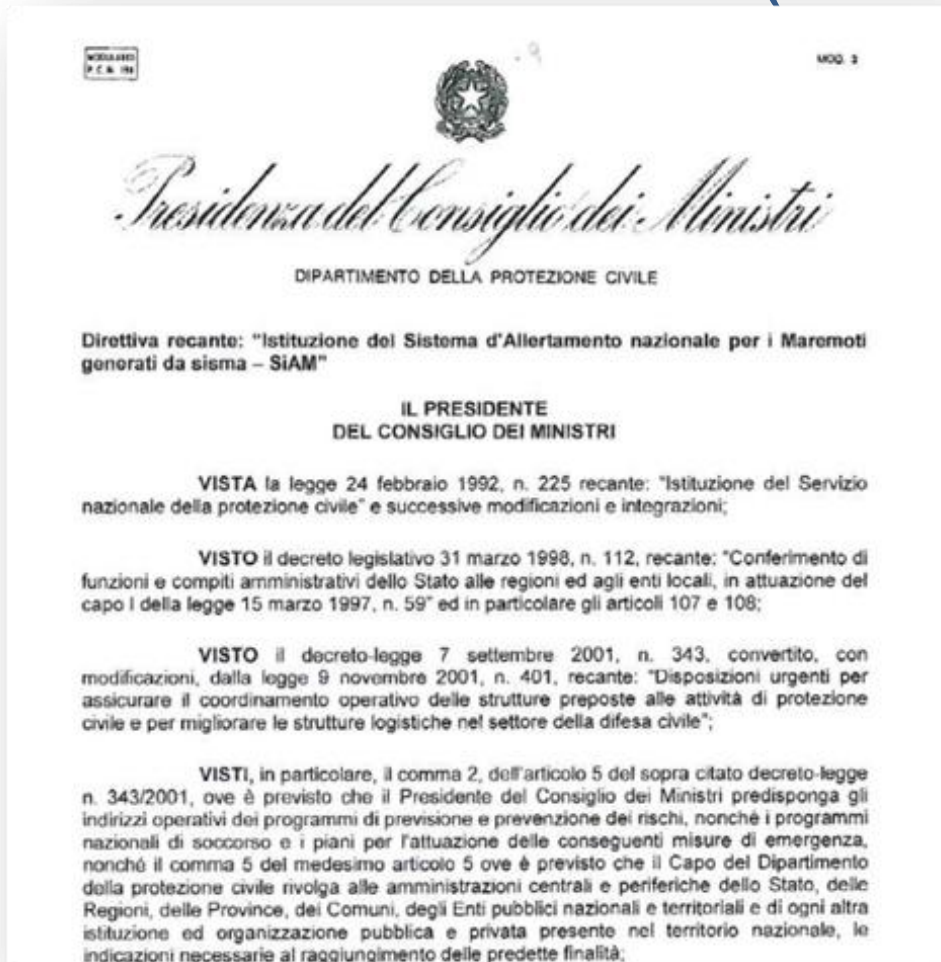 MODULARIO
P. C. M. 194
MOD. 3
Presidenza del Consiglio dei Ministri
DIPARTIMENTO DELLA PROTEZIONE CIVILE
Direttiva recante: "Istituzione del Sistema d'Allertamento nazionale per i Maremoti
generati da sisma – SiAM"
IL PRESIDENTE
DEL CONSIGLIO DEI MINISTRI
VISTA la legge 24 febbraio 1992, n. 225 recante: "Istituzione del Servizio
nazionale della protezione civile" e successive modificazioni e integrazioni;
VISTO il decreto legislativo 31 marzo 1998, n. 112, recante: "Conferimento di
funzioni e compiti amministrativi dello Stato alle regioni ed agli enti locali, in attuazione del
capo I della legge 15 marzo 1997, n. 59" ed in particolare gli articoli 107 e 108;
VISTO il decreto-legge 7 settembre 2001, n. 343, convertito, con
modificazioni, dalla legge 9 novembre 2001, n. 401, recante: "Disposizioni urgenti per
assicurare il coordinamento operativo delle strutture preposte alle attività di protezione
civile e per migliorare le strutture logistiche nel settore della difesa civile";
VISTI, in particolare, il comma 2, dell'articolo 5 del sopra citato decreto-legge
n. 343/2001, ove è previsto che il Presidente del Consiglio dei Ministri predisponga gli
indirizzi operativi dei programmi di previsione e prevenzione dei rischi, nonché i programmi
nazionali di soccorso e i piani per l'attuazione delle conseguenti misure di emergenza,
nonché il comma 5 del medesimo articolo 5 ove è previsto che il Capo del Dipartimento
della protezione civile rivolga alle amministrazioni centrali e periferiche dello Stato, delle
Regioni, delle Province, dei Comuni, degli Enti pubblici nazionali e territoriali e di ogni altra
istituzione ed organizzazione pubblica e privata presente nel territorio nazionale, le
indicazioni necessarie al raggiungimento delle predette finalità;